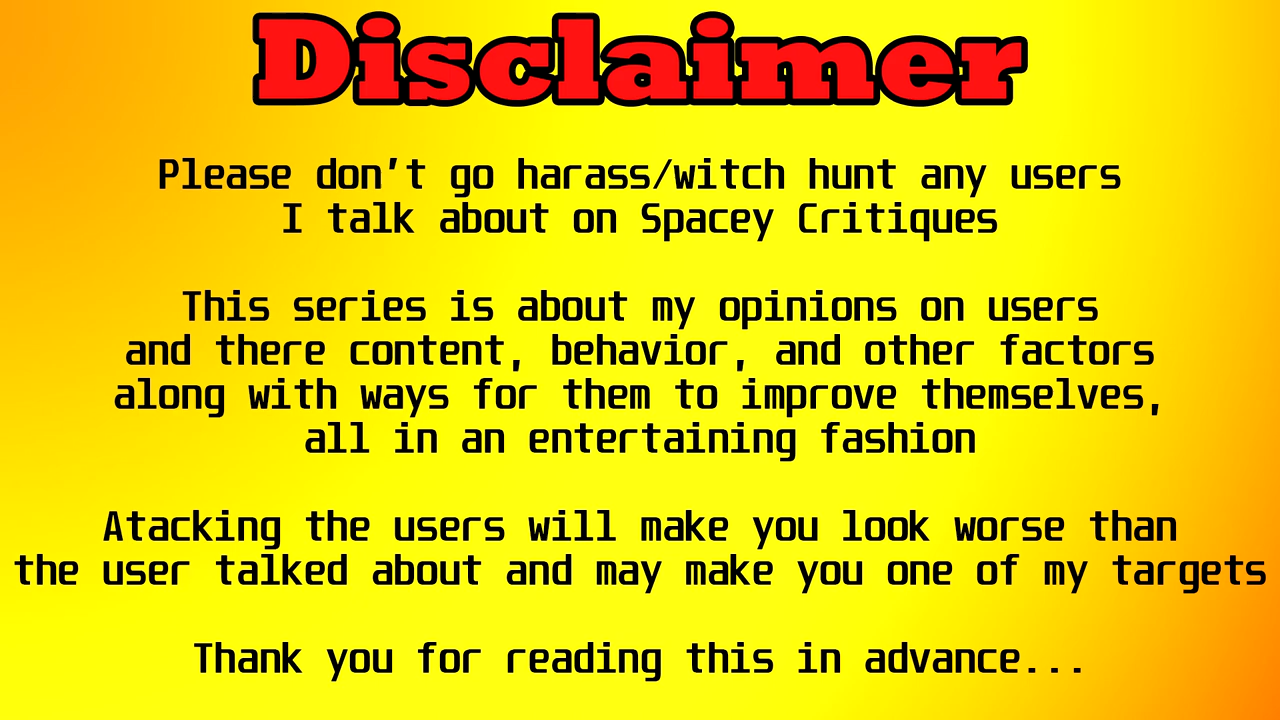 Disclaimer
Please don't go harass/witch hunt any users
I talk about on Spacey Critiques
This series is about my opinions on users
and there content, behavior, and other factors
along with ways for them to improve themselves,
all in an entertaining fashion
Atacking the users will make you look worse than
the user talked about and may make you one of my targets
Thank you for reading this in advance...